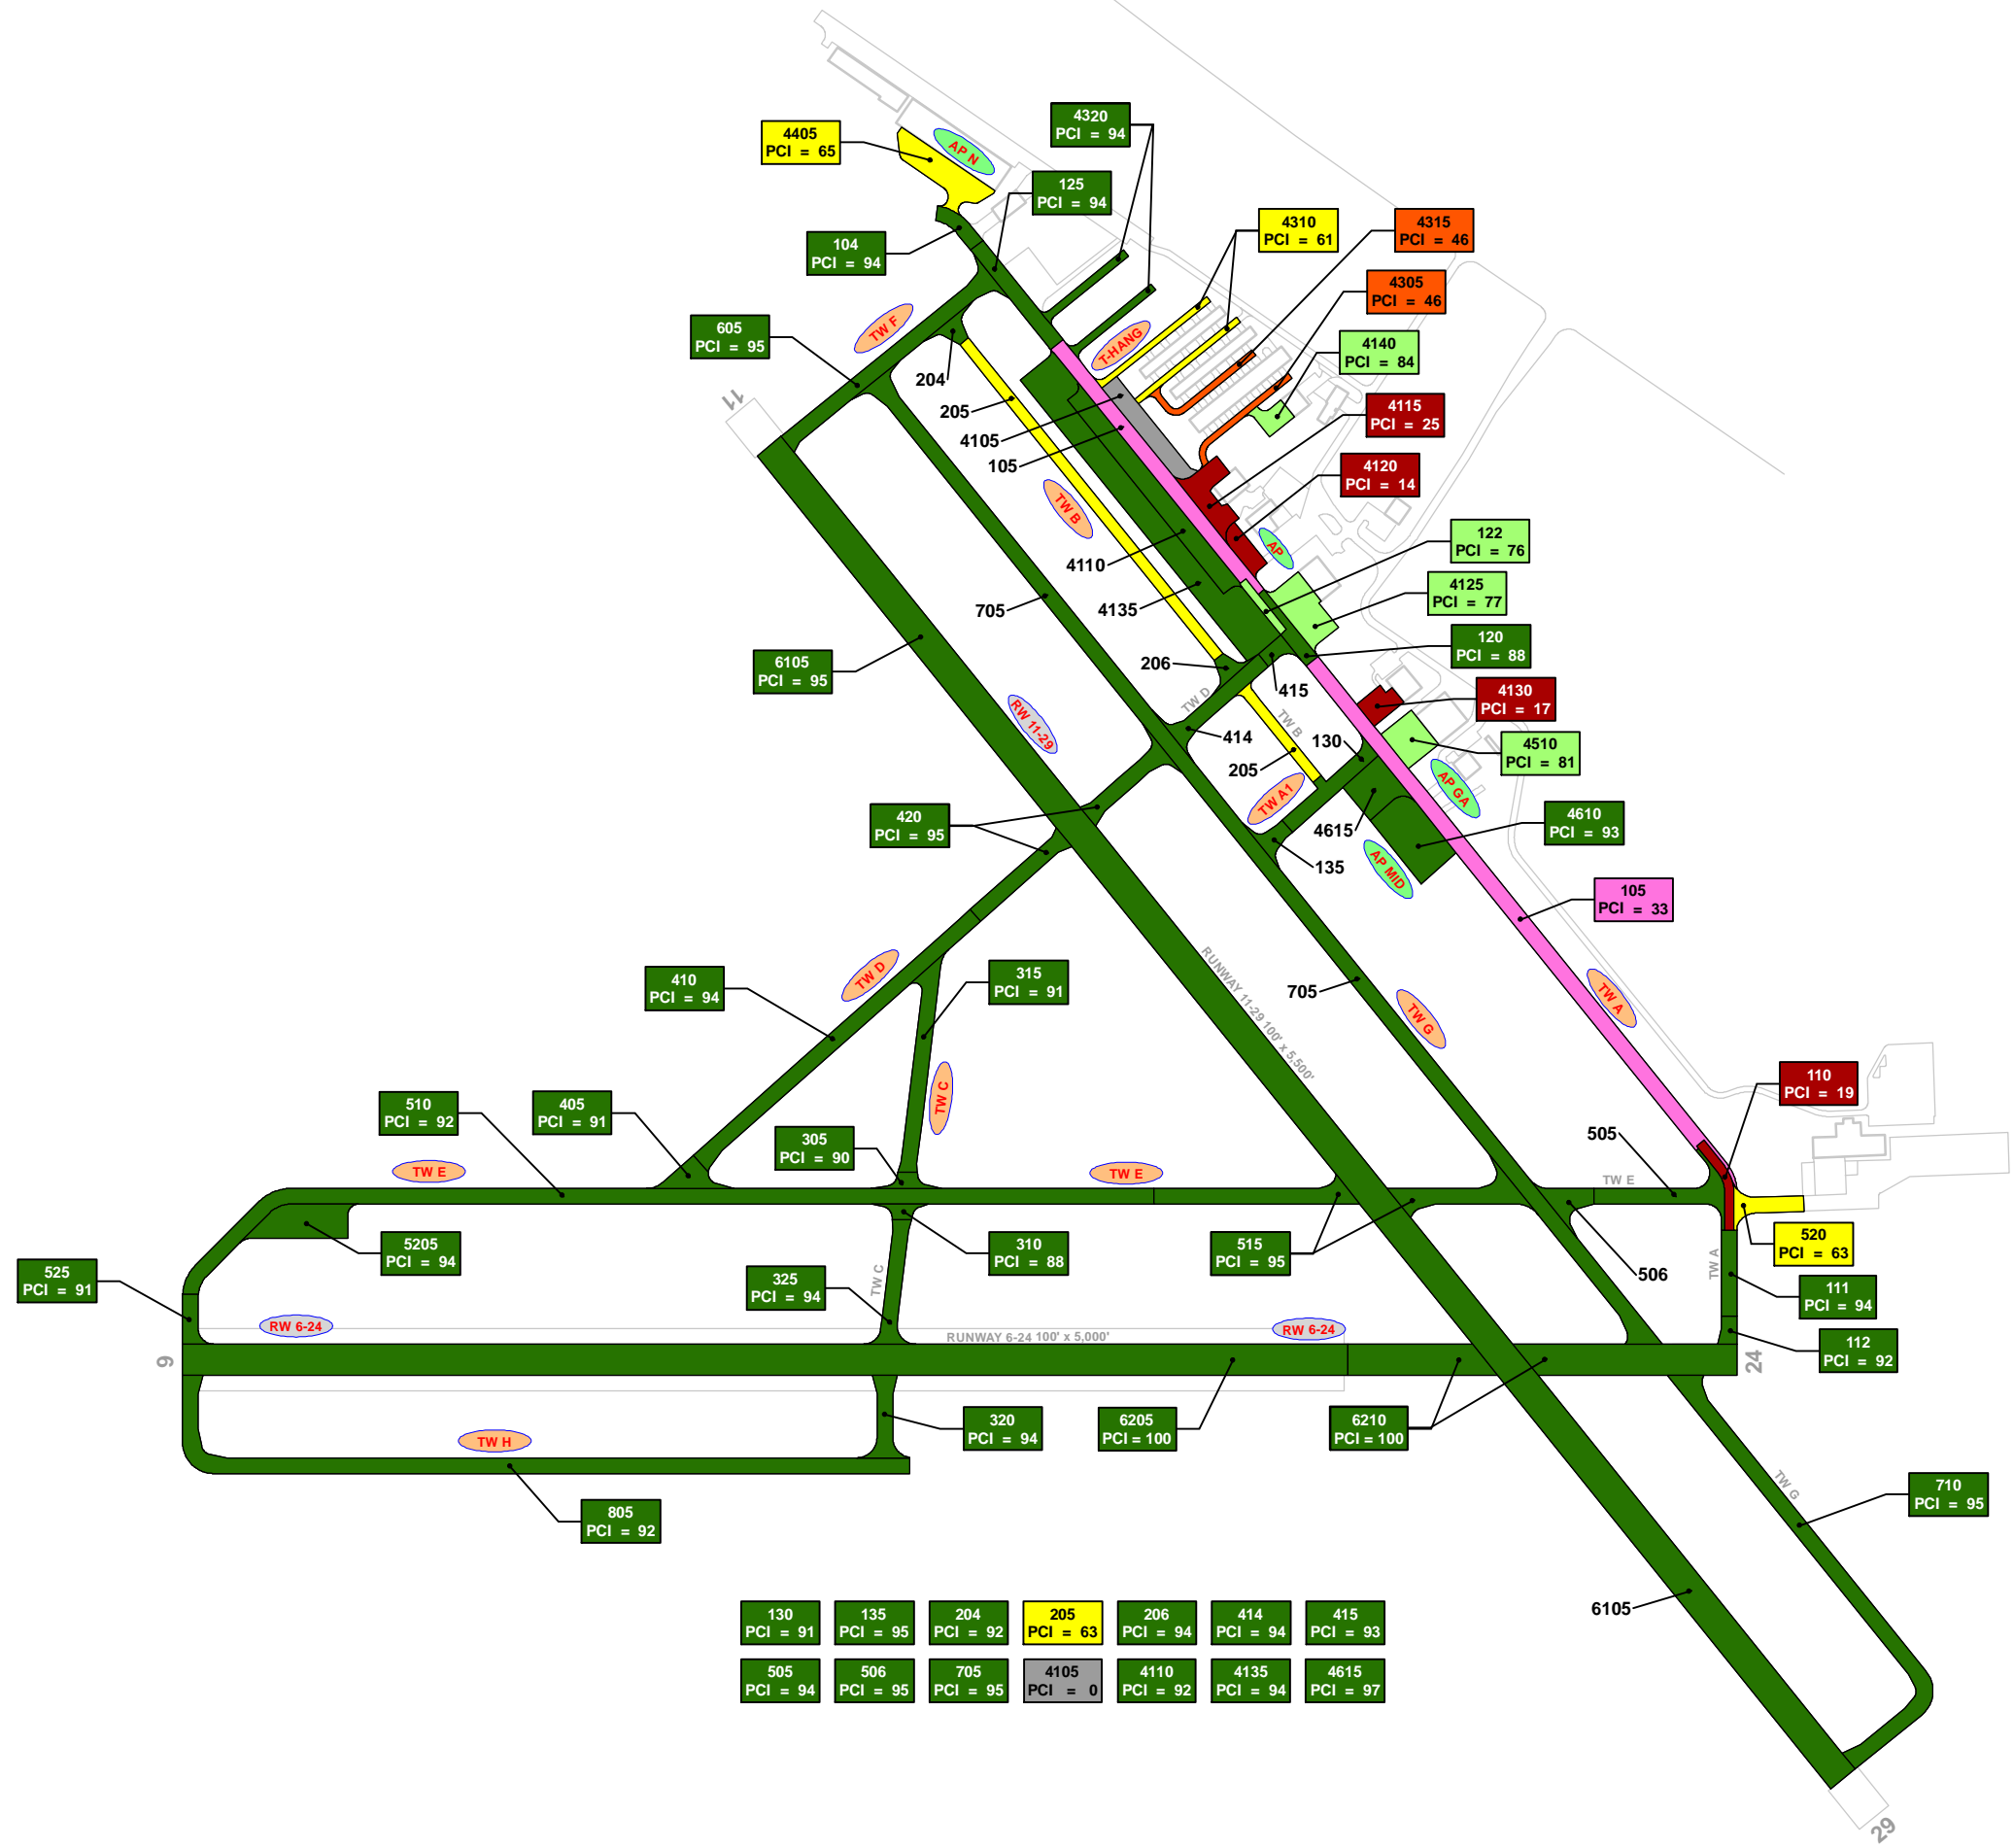 4320
PCI = 94
4405
PCI = 65
AP N
125
PCI = 94
4310
PCI = 61
4315
PCI = 46
104
PCI = 94
4305
PCI = 46
605
PCI = 95
TW F
T-HANG
4140
PCI = 84
204
11
205
4105
105
4115
PCI = 25
4120
PCI = 14
TW B
122
PCI = 76
AP
4110
4135
705
4125
PCI = 77
6105
PCI = 95
206
120
PCI = 88
415
TW D
4130
PCI = 17
RW 11-29
TW B
414
130
4510
PCI = 81
205
TW A1
AP GA
420
PCI = 95
4615
4610
PCI = 93
135
AP MID
105
PCI = 33
TW D
410
PCI = 94
315
PCI = 91
RUNWAY 11-29 100' x 5,500'
705
TW G
TW A
TW C
110
PCI = 19
510
PCI = 92
405
PCI = 91
305
PCI = 90
505
TW E
TW E
TW E
5205
PCI = 94
310
PCI = 88
515
PCI = 95
520
PCI = 63
525
PCI = 91
325
PCI = 94
TW C
506
TW A
111
PCI = 94
RW 6-24
RW 6-24
RUNWAY 6-24 100' x 5,000'
6
24
112
PCI = 92
320
PCI = 94
6205
PCI = 100
6210
PCI = 100
TW H
TW G
710
PCI = 95
805
PCI = 92
6105
130
PCI = 91
135
PCI = 95
204
PCI = 92
205
PCI = 63
206
PCI = 94
414
PCI = 94
415
PCI = 93
505
PCI = 94
506
PCI = 95
705
PCI = 95
4105
PCI = 0
4110
PCI = 92
4135
PCI = 94
4615
PCI = 97
29